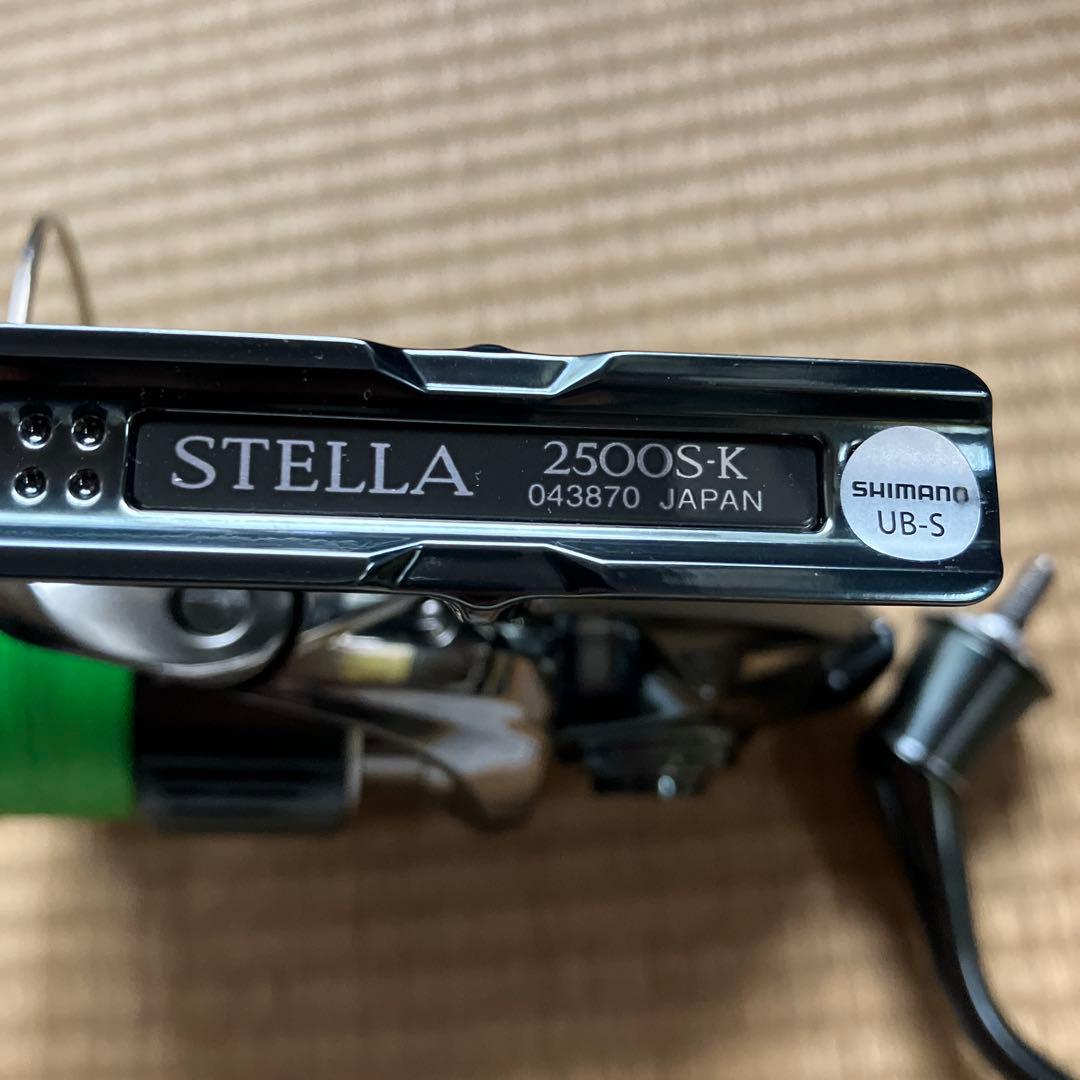 STELLA 2500S-K
043870 JAPAN
SHIMANO
UB-S